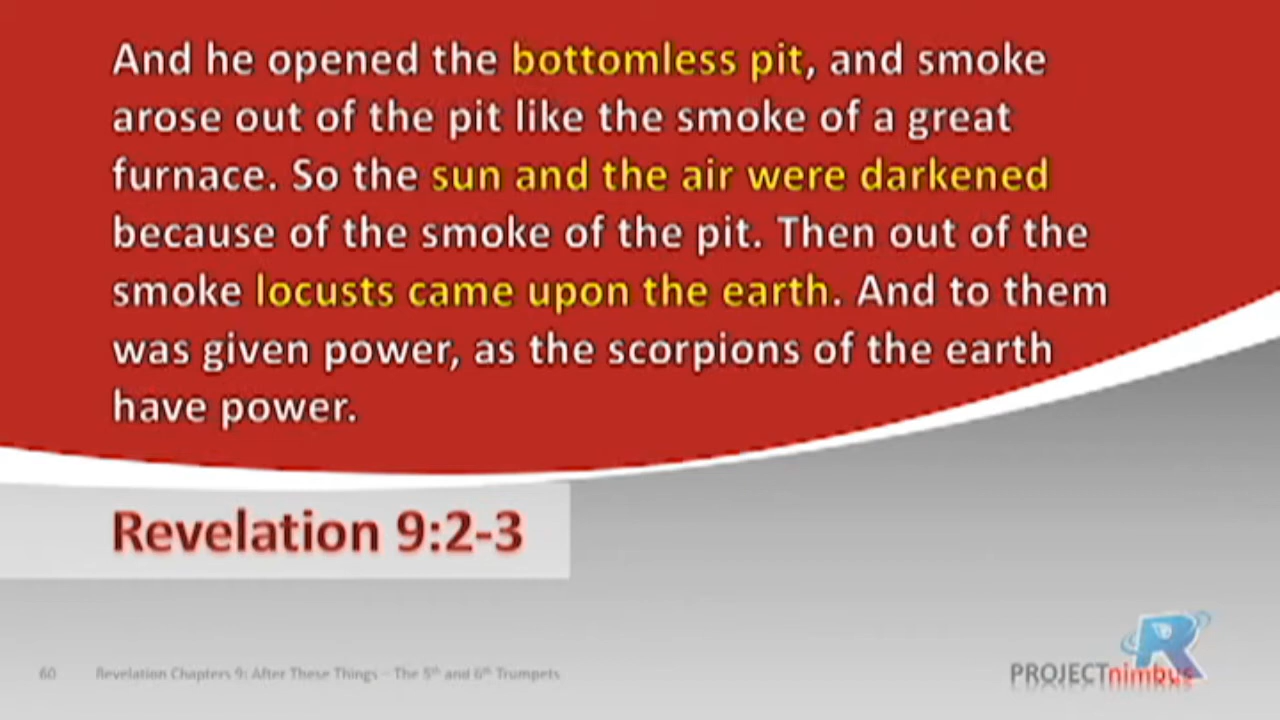 And he opened the bottomless pit, and smoke
arose out of the pit like the smoke of a great
furnace. So the sun and the air were darkened
because of the smoke of the pit. Then out of the
smoke locusts came upon the earth. And to them
was given power, as the scorpions of the earth
have power.
Revelation 9:2-3
60 Revelation Chapters 9: After These Things – The 5th and 6th Trumpets
PROJECTnimbus